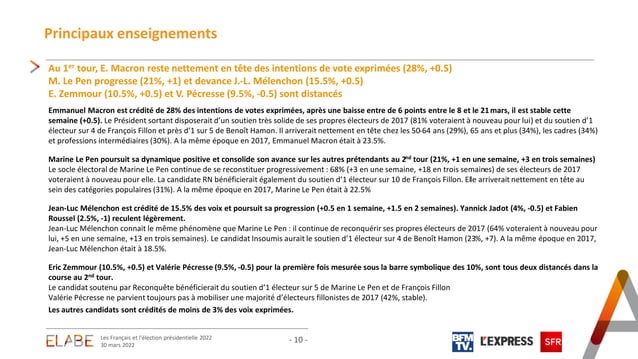 Principaux enseignements
Au 1er tour, E. Macron reste nettement en tête des intentions de vote exprimées (28%, +0.5)
M. Le Pen progresse (21%, +1) et devance J.-L. Mélenchon (15.5%, +0.5)
E. Zemmour (10.5%, +0.5) et V. Pécresse (9.5%, -0.5) sont distancés
Emmanuel Macron est crédité de 28% des intentions de votes exprimées, après une baisse entre de 6 points entre le 8 et le 21 mars, il est stable cette
semaine (+0.5). Le Président sortant disposerait d’un soutien très solide de ses propres électeurs de 2017 (81% voteraient à nouveau pour lui) et du soutien d’1
électeur sur 4 de François Fillon et près d’1 sur 5 de Benoît Hamon. Il arriverait nettement en tête chez les 50-64 ans (29%), 65 ans et plus (34%), les cadres (34%)
et professions intermédiaires (30%). A la même époque en 2017, Emmanuel Macron était à 23.5%.
Marine Le Pen poursuit sa dynamique positive et consolide son avance sur les autres prétendants au 2nd tour (21%, +1 en une semaine, +3 en trois semaines)
Le socle électoral de Marine Le Pen continue de se reconstituer progressivement : 68% (+3 en une semaine, +18 en trois semaines) de ses électeurs de 2017
voteraient à nouveau pour elle. La candidate RN bénéficierait également du soutien d’1 électeur sur 10 de François Fillon. Elle arriverait nettement en tête au
sein des catégories populaires (31%). A la même époque en 2017, Marine Le Pen était à 22.5%
Jean-Luc Mélenchon est crédité de 15.5% des voix et poursuit sa progression (+0.5 en 1 semaine, +1.5 en 2 semaines). Yannick Jadot (4%, -0.5) et Fabien
Roussel (2.5%, -1) reculent légèrement.
Jean-Luc Mélenchon connait le même phénomène que Marine Le Pen : il continue de reconquérir ses propres électeurs de 2017 (64% voteraient à nouveau pour
lui, +5 en une semaine, +13 en trois semaines). Le candidat Insoumis aurait le soutien d’1 électeur sur 4 de Benoît Hamon (23%, +7). A la même époque en 2017,
Jean-Luc Mélenchon était à 18.5%.
Eric Zemmour (10.5%, +0.5) et Valérie Pécresse (9.5%, -0.5) pour la première fois mesurée sous la barre symbolique des 10%, sont tous deux distancés dans la
course au 2nd tour.
Le candidat soutenu par Reconquête bénéficierait du soutien d’1 électeur sur 5 de Marine Le Pen et de François Fillon
Valérie Pécresse ne parvient toujours pas à mobiliser une majorité d’électeurs fillonistes de 2017 (42%, stable).
Les autres candidats sont crédités de moins de 3% des voix exprimées.
ELABE
Les Français et l'élection présidentielle 2022
30 mars 2022
- 10 -
BFM
TV.
L'EXPRESS
SFR